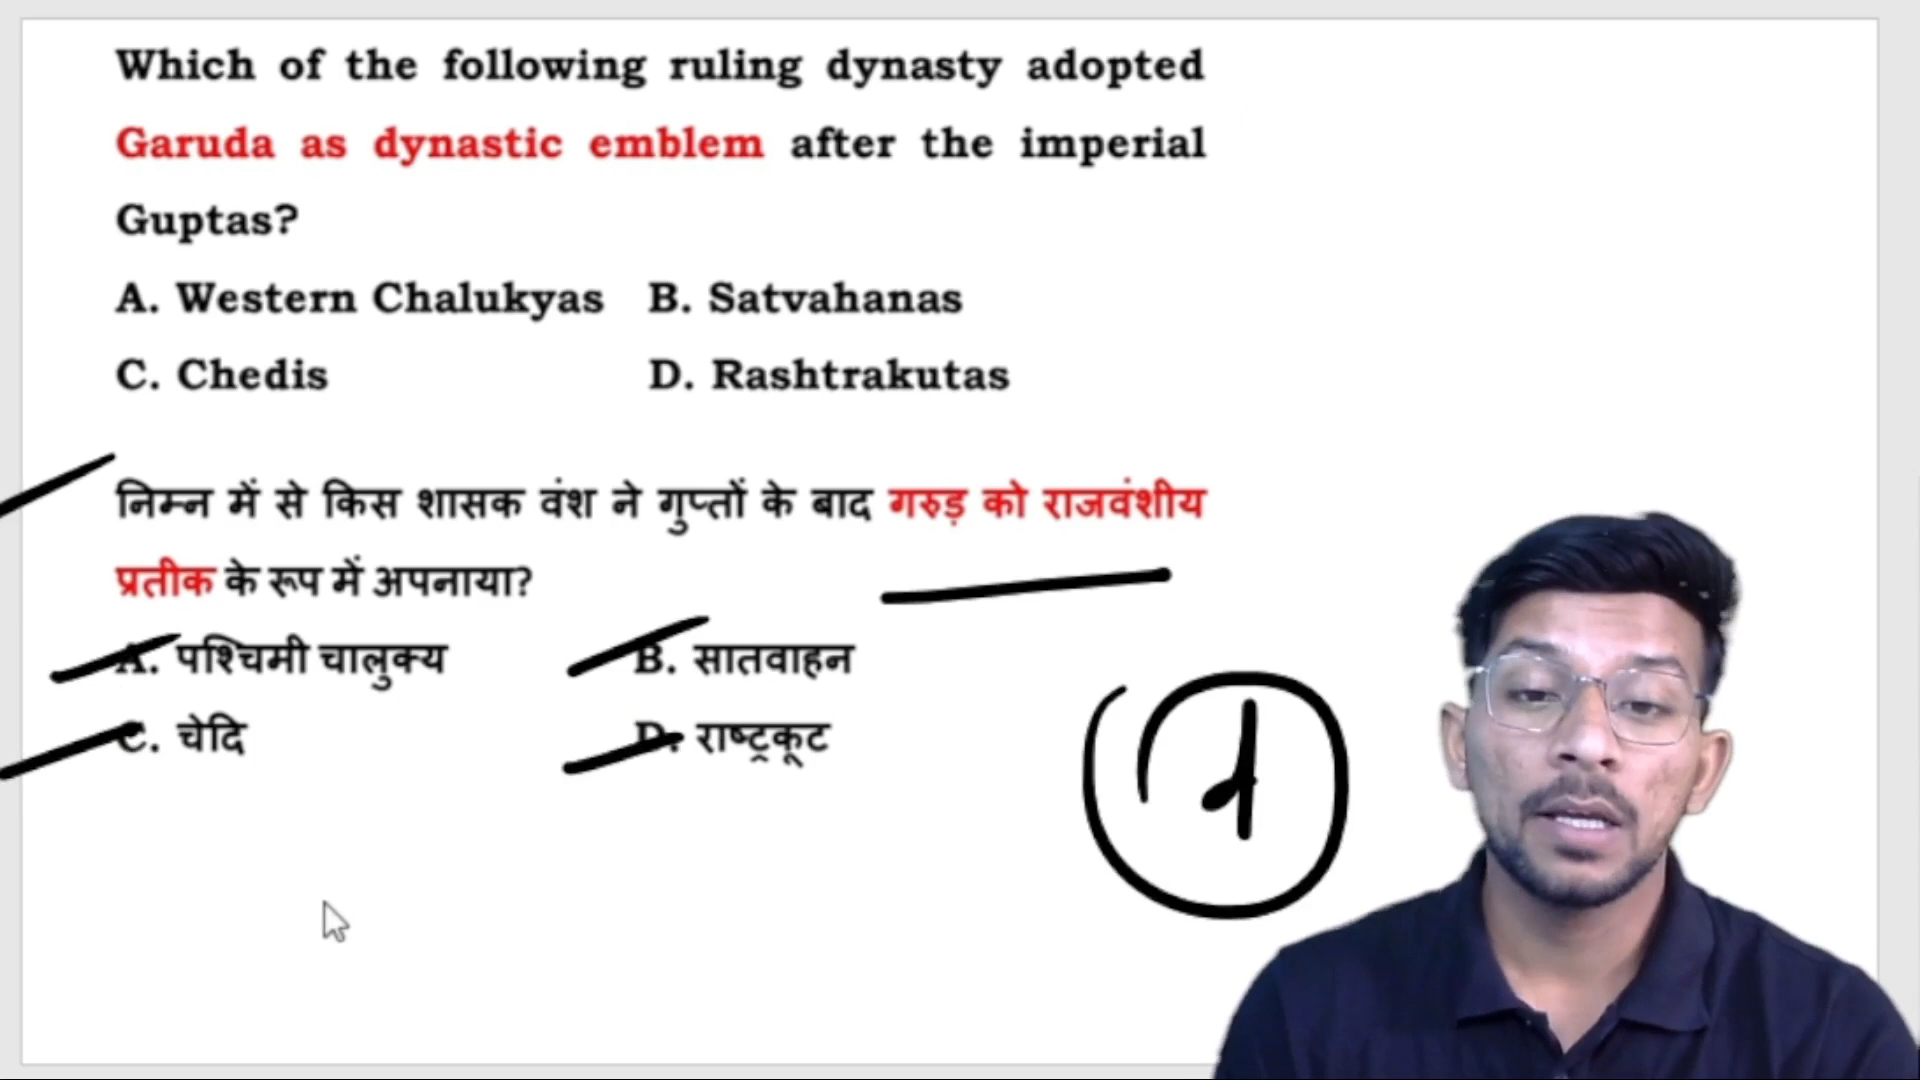 Which of the following ruling dynasty adopted
Garuda as dynastic emblem after the imperial
Guptas?
A. Western Chalukyas B. Satvahanas
C. Chedis D. Rashtrakutas
निम्न में से किस शासक वंश ने गुप्तों के बाद गरुड़ को राजवंशीय
प्रतीक के रूप में अपनाया?
A. पश्चिमी चालुक्य B. सातवाहन
C. चेदि D. राष्ट्रकूट
d